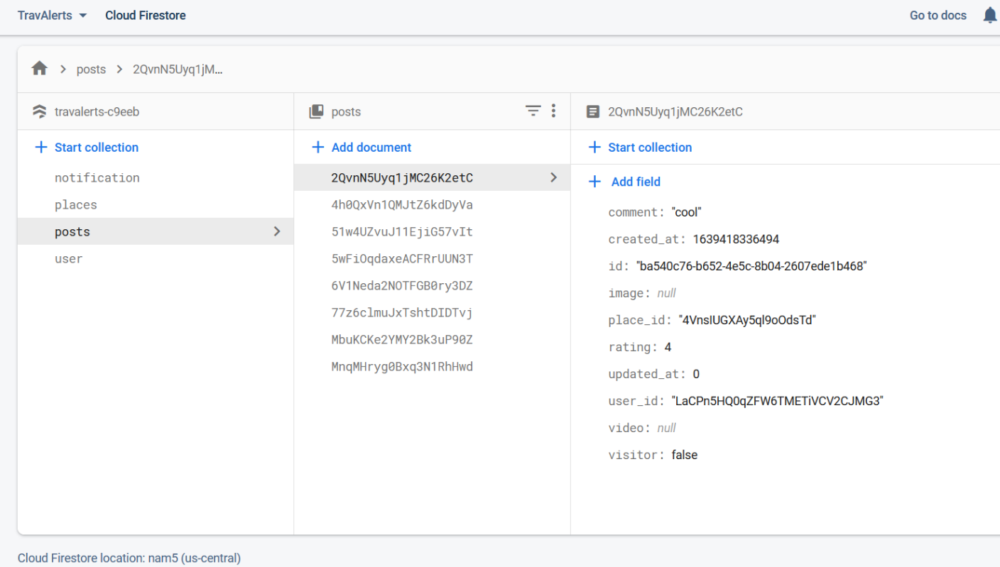 TravAlerts Cloud Firestore Go to docs
posts 2QvnN5Uyq1jM...
travalerts-c9eeb
Start collection
notification
places
posts
user
posts
Add document
2QvnN5Uyq1jMC26K2etC
4h0QxVn1QMJtZ6kdDyVa
51w4UZvuJ11EjiG57vIt
5wFiOqdaxeACFRrUUN3T
6V1Neda2NOTFGB0ry3DZ
77z6clmuJxTshtDIDTvj
MbuKCKe2YMY2Bk3uP90Z
MnqMHryg0Bxq3N1RhHwd
2QvnN5Uyq1jMC26K2etC
Start collection
Add field
comment: "cool"
created_at: 1639418336494
id: "ba540c76-b652-4e5c-8b04-2607ede1b468"
image: null
place_id: "4VnsIUGXAy5ql9oOdsTd"
rating: 4
updated_at: 0
user_id: "LaCPn5HQ0qZFW6TMETiVCV2CJMG3"
video: null
visitor: false
Cloud Firestore location: nam5 (us-central)